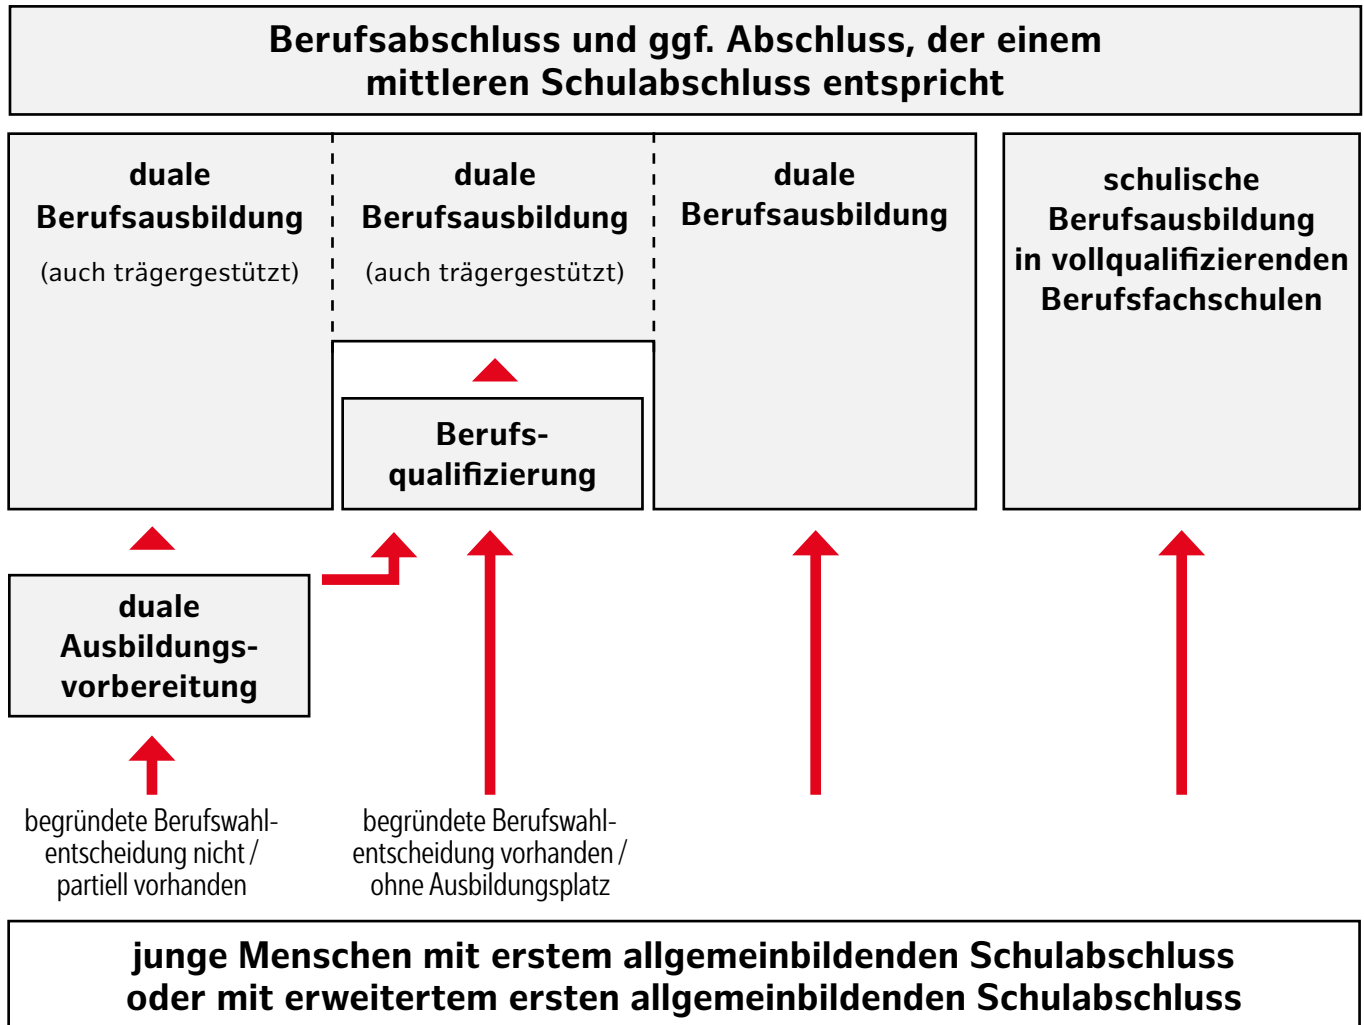 Berufsabschluss und ggf. Abschluss, der einem
mittleren Schulabschluss entspricht
duale
Berufsausbildung
(auch trägergestützt)
duale
Berufsausbildung
(auch trägergestützt)
duale
Berufsausbildung
schulische
Berufsausbildung
in vollqualifizierenden
Berufsfachschulen
Berufs-
qualifizierung
duale
Ausbildungs-
vorbereitung
begründete Berufswahl-
entscheidung nicht /
partiell vorhanden
begründete Berufswahl-
entscheidung vorhanden /
ohne Ausbildungsplatz
junge Menschen mit erstem allgemeinbildenden Schulabschluss
oder mit erweitertem ersten allgemeinbildenden Schulabschluss